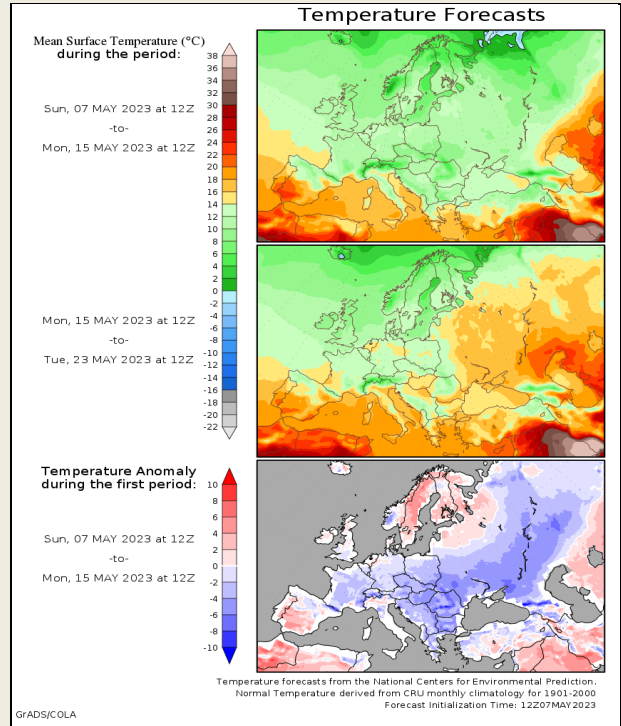 Temperature Forecasts
Mean Surface Temperature (°C)
during the period:
38
36
34
32
30
28
26
24
22
20
18
16
14
12
10
8
6
4
2
0
-2
-4
-6
-8
-10
-12
-14
-16
-18
-20
-22
Sun, 07 MAY 2023 at 12Z
-to-
Mon, 15 MAY 2023 at 12Z
Mon, 15 MAY 2023 at 12Z
-to-
Tue, 23 MAY 2023 at 12Z
Temperature Anomaly
during the first period:
10
8
6
4
2
0
-2
-4
-6
-8
-10
Sun, 07 MAY 2023 at 12Z
-to-
Mon, 15 MAY 2023 at 12Z
Temperature forecasts from the National Centers for Environmental Prediction.
Normal Temperature derived from CRU monthly climatology for 1901-2000
Forecast Initialization Time: 12Z07MAY2023
GrADS/COLA